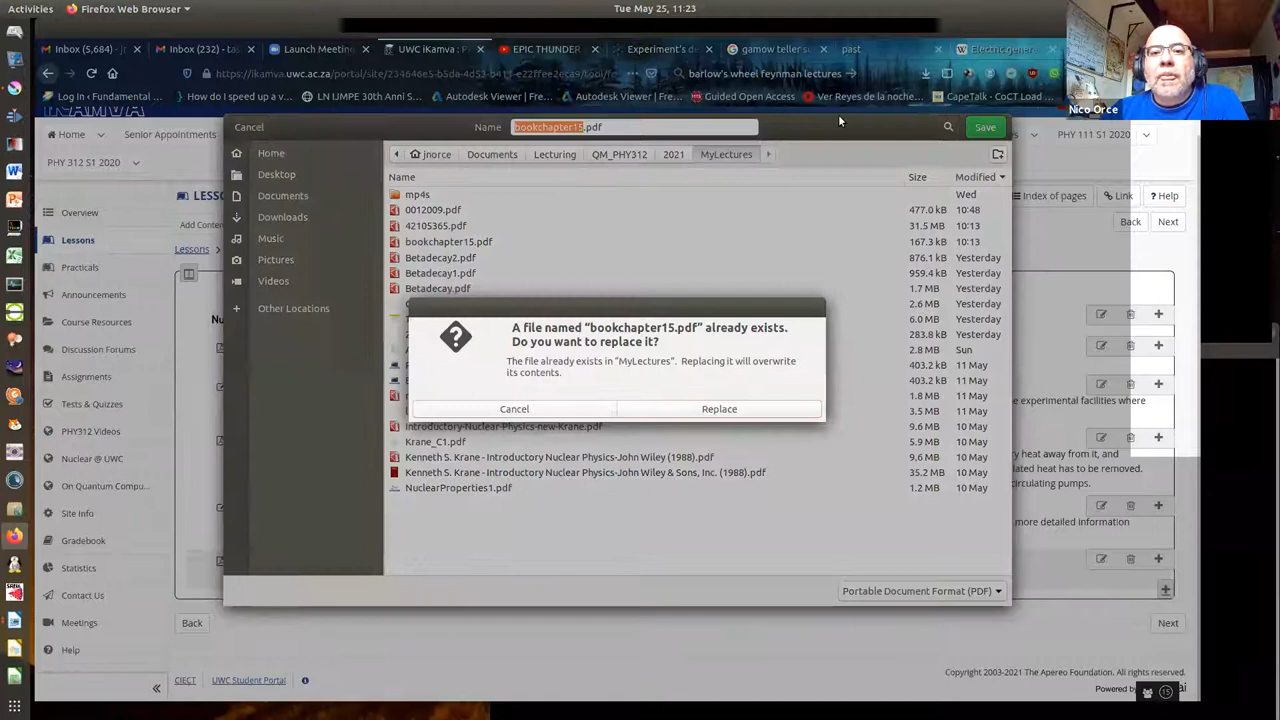 Activities
Firefox Web Browser
Tue May 25, 11:23
Inbox (5,684) - j
Inbox (232) - ta
Launch Meeting
UWC iKamva : F
EPIC THUNDER
Experiment's d
gamow teller s
past
Electric gener
https://ikamva.uwc.ac.za/portal/site/
barlow's wheel feynman lectures
Log In ‹ Fundamental ...
How do I speed up a v...
LN IJMPE 30th Anni S...
Autodesk Viewer | Fre...
Autodesk Viewer | Fre...
Guided Open Access
Ver Reyes de la noche...
CapeTalk - CoCT Load ...
Nico Orce
Home
Senior Appointments
PHY 111 S1 2020
PHY 312 S1 2020
Cancel
Name
bookchapter15.pdf
Save
jnorce
Documents
Lecturing
QM_PHY312
2021
MyLectures
Home
Desktop
Documents
Downloads
Music
Pictures
Videos
Other Locations
Name
Size
Modified
mp4s
Wed
0012009.pdf
477.0 kB
10:48
42105365.pdf
31.5 MB
10:13
bookchapter15.pdf
167.3 kB
10:13
Betadecay2.pdf
876.1 kB
Yesterday
Betadecay1.pdf
959.4 kB
Yesterday
Betadecay.pdf
1.7 MB
Yesterday
2.6 MB
Yesterday
6.0 MB
Yesterday
283.8 kB
Yesterday
2.8 MB
Sun
403.2 kB
11 May
403.2 kB
11 May
1.8 MB
11 May
3.5 MB
11 May
Introductory-Nuclear-Physics-new-Krane.pdf
9.6 MB
10 May
Krane_C1.pdf
5.9 MB
10 May
Kenneth S. Krane - Introductory Nuclear Physics-John Wiley (1988).pdf
9.6 MB
10 May
Kenneth S. Krane - Introductory Nuclear Physics-John Wiley & Sons, Inc. (1988).pdf
35.2 MB
10 May
NuclearProperties1.pdf
1.2 MB
10 May
Portable Document Format (PDF)
A file named “bookchapter15.pdf” already exists.
Do you want to replace it?
The file already exists in “MyLectures”. Replacing it will overwrite
its contents.
Cancel
Replace
Overview
Lessons
Practicals
Announcements
Course Resources
Discussion Forums
Assignments
Tests & Quizzes
PHY312 Videos
Nuclear @ UWC
On Quantum Compu...
Site Info
Gradebook
Statistics
Contact Us
Meetings
Help
LESS
Add Conten
Lessons
Nu
Index of pages
Link
Help
Back
Next
e experimental facilities where
ry heat away from it, and
lated heat has to be removed.
circulating pumps.
more detailed information
Back
Next
CIECT
UWC Student Portal
Copyright 2003-2021 The Apereo Foundation. All rights reserved.
Powered by
ai
15